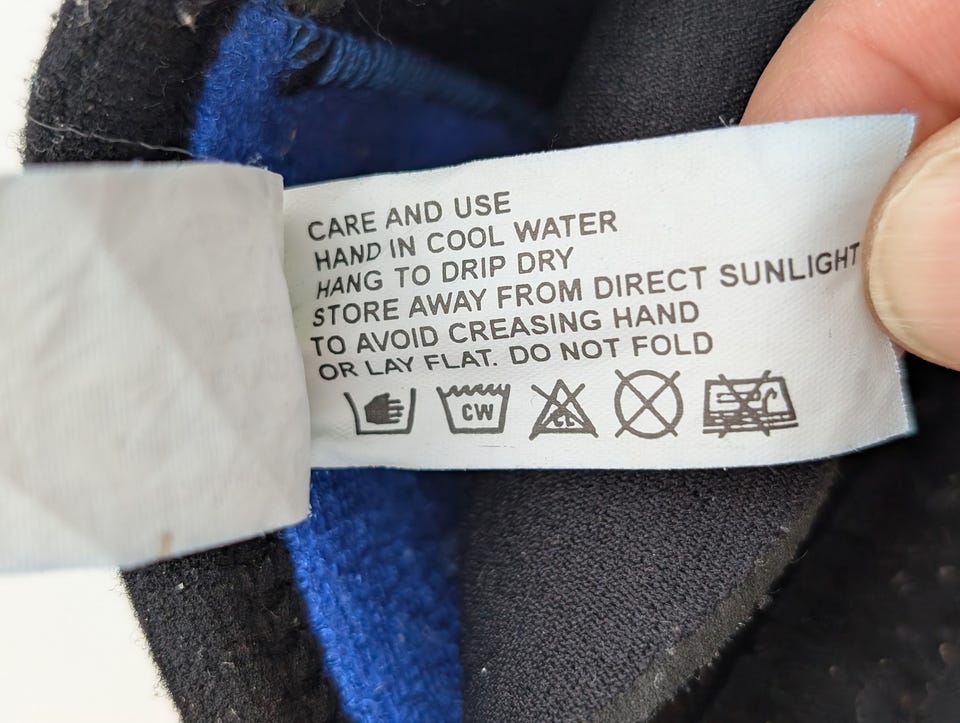 CARE AND USE
HAND IN COOL WATER
HANG TO DRIP DRY
STORE AWAY FROM DIRECT SUNLIGHT
TO AVOID CREASING HAND
OR LAY FLAT. DO NOT FOLD
CW CL